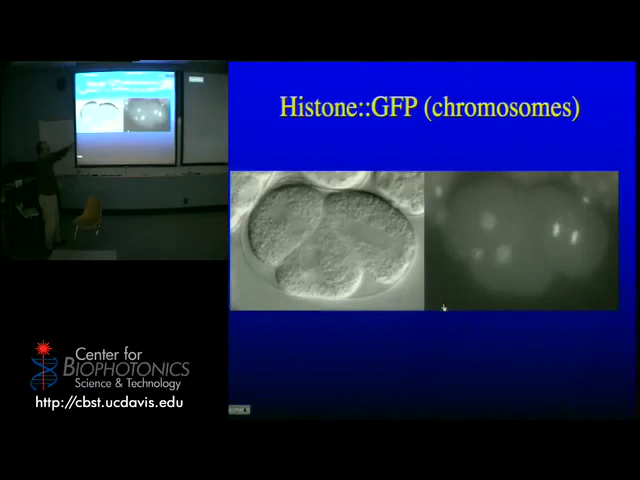 Histone::GFP (chromosomes)
Center for
BIOPHOTONICS
Science & Technology
http://cbst.ucdavis.edu